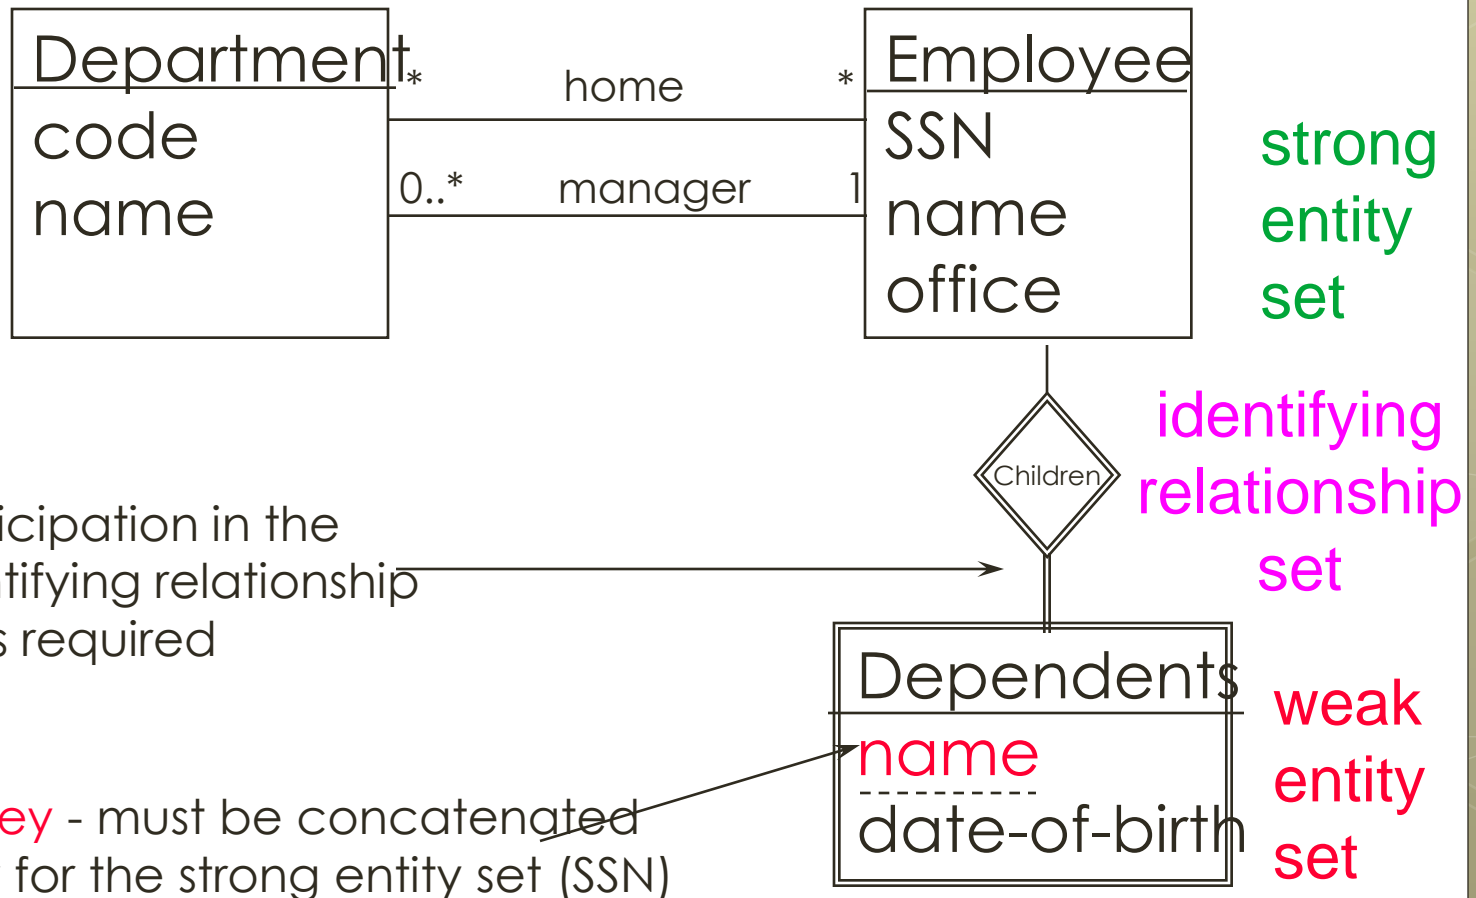 Department
code
name
* home *
0..* manager 1
Employee
SSN
name
office
strong
entity
set
Children
identifying
relationship
set
icipation in the
ntifying relationship
s required
Dependents
name
date-of-birth
weak
entity
set
ey - must be concatenated
for the strong entity set (SSN)